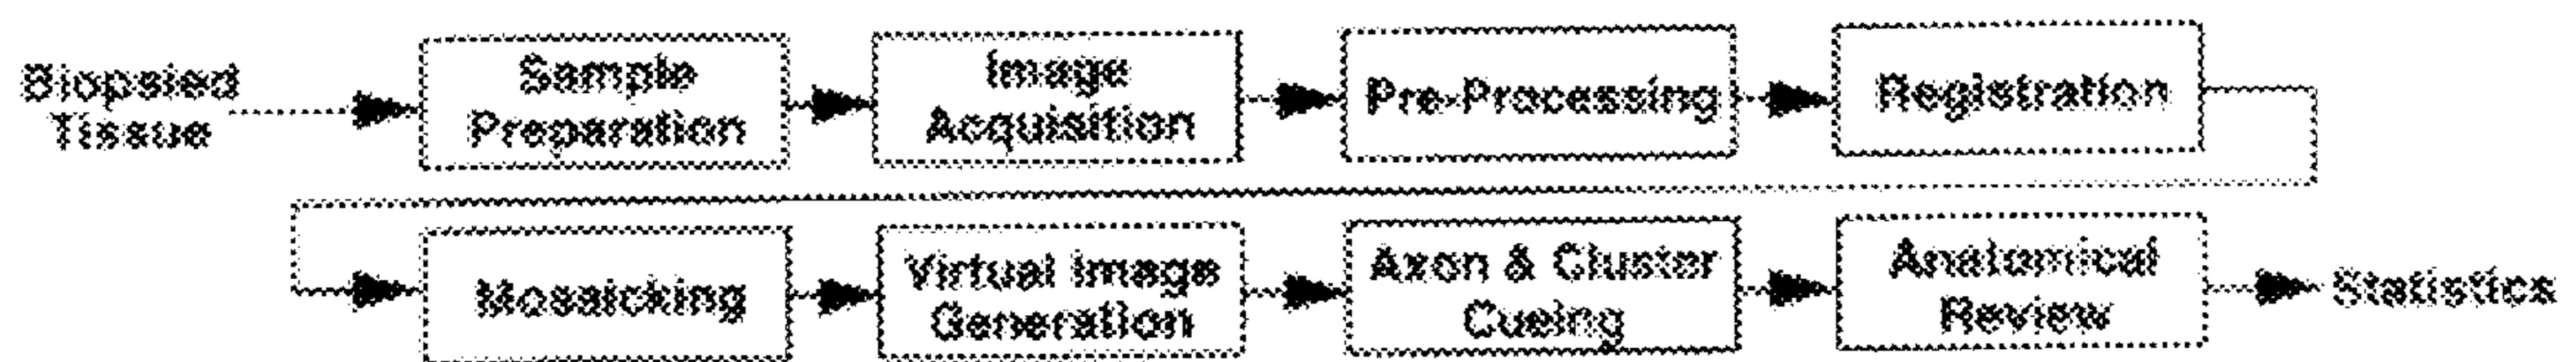 Biopsied
Tissue
Sample
Preparation
Image
Acquisition
Pre-Processing
Registration
Mosaicking
Virtual Image
Generation
Axon & Cluster
Cueing
Anatomical
Review
Statistics